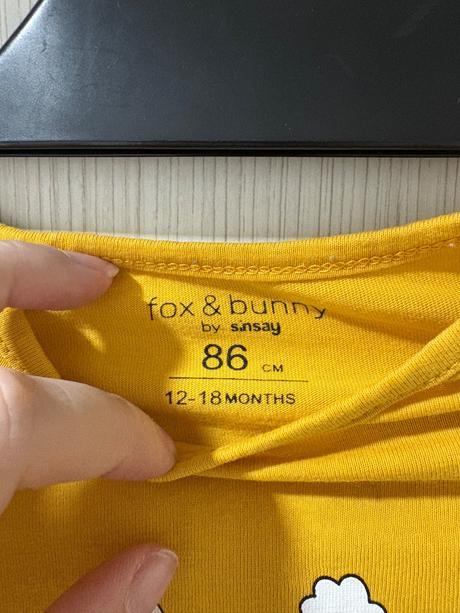 fox & bunny
by sinsay
86 CM
12-18 MONTHS